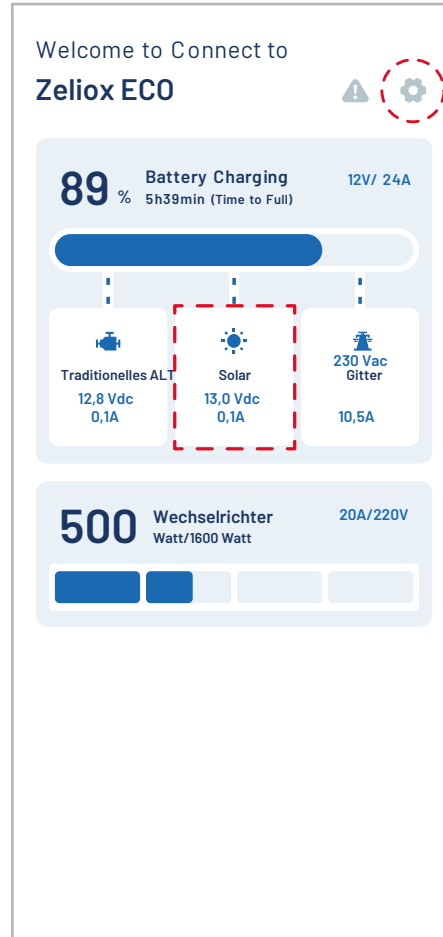 Welcome to Connect to
Zeliox ECO
89 %
Battery Charging
12V/ 24A
5h39min (Time to Full)
Traditionelles ALT
12,8 Vdc
0,1A
Solar
13,0 Vdc
0,1A
230 Vac
Gitter
10,5A
500
Wechselrichter
20A/220V
Watt/1600 Watt